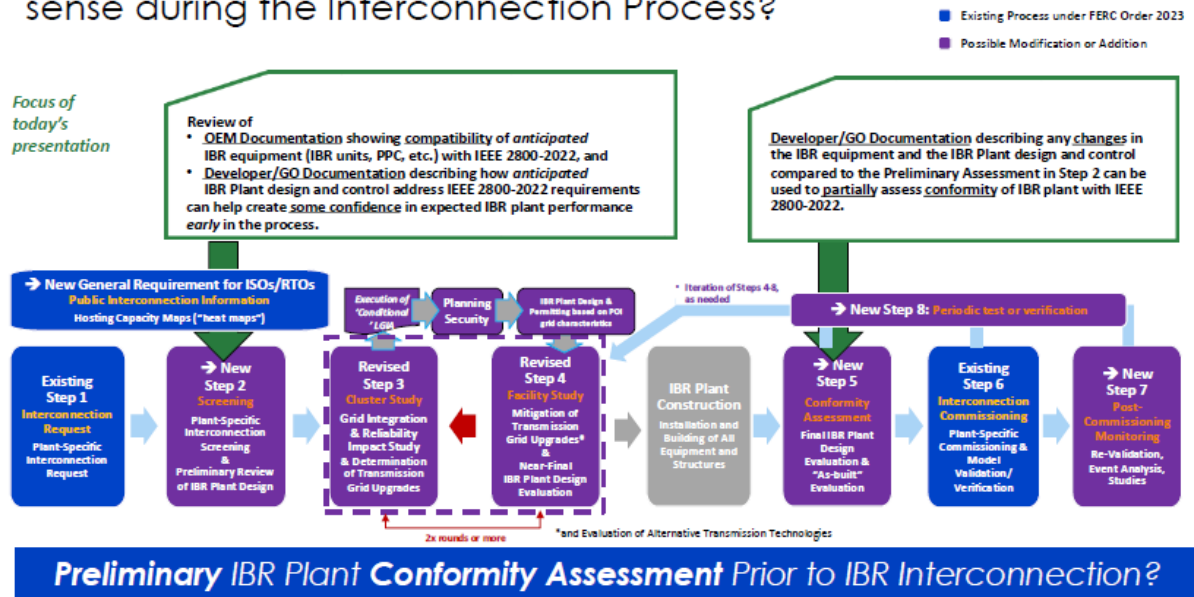 sense during the Interconnection Process?
Existing Process under FERC Order 2023
Possible Modification or Addition
Focus of
today's
presentation
Review of
• OEM Documentation showing compatibility of anticipated
IBR equipment (IBR units, PPC, etc.) with IEEE 2800-2022, and
• Developer/GO Documentation describing how anticipated
IBR Plant design and control address IEEE 2800-2022 requirements
can help create some confidence in expected IBR plant performance
early in the process.
Developer/GO Documentation describing any changes in
the IBR equipment and the IBR Plant design and control
compared to the Preliminary Assessment in Step 2 can be
used to partially assess conformity of IBR plant with IEEE
2800-2022.
→ New General Requirement for ISOs/RTOs
Public Interconnection Information
Hosting Capacity Maps ("heat maps")
Execution of
"Conditional
" LGIA
Planning
Security
IBR Plant Design &
Permitting based on POI
grid characteristics
• Iteration of Steps 4-8,
as needed
→ New Step 8: Periodic test or verification
Existing
Step 1
Interconnection
Request
Plant-Specific
Interconnection
Request
→ New
Step 2
Screening
Plant-Specific
Interconnection
Screening
&
Preliminary Review
of IBR Plant Design
Revised
Step 3
Cluster Study
Grid Integration
& Reliability
Impact Study
& Determination
of Transmission
Grid Upgrades
Revised
Step 4
Facility Study
Mitigation of
Transmission
Grid Upgrades*
&
Near-Final
IBR Plant Design
Evaluation
IBR Plant
Construction
Installation and
Building of All
Equipment and
Structures
→ New
Step 5
Conformity
Assessment
Final IBR Plant
Design
Evaluation &
"As-built"
Evaluation
Existing
Step 6
Interconnection
Commissioning
Plant-Specific
Commissioning &
Model
Validation/
Verification
→ New
Step 7
Post-
Commissioning
Monitoring
Re-Validation,
Event Analysis,
Studies
2x rounds or more
*and Evaluation of Alternative Transmission Technologies
Preliminary IBR Plant Conformity Assessment Prior to IBR Interconnection?